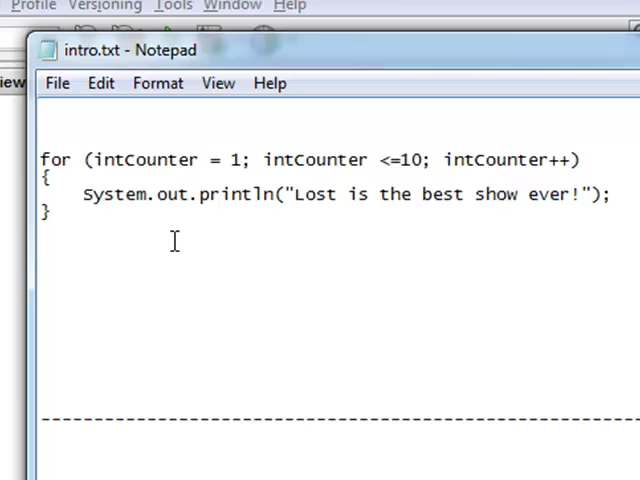 Profile Versioning Tools Window Help
intro.txt - Notepad
iew
File Edit Format View Help
for (intCounter = 1; intCounter <=10; intCounter++)
{
System.out.println("Lost is the best show ever!");
}
--------------------------------------------------------